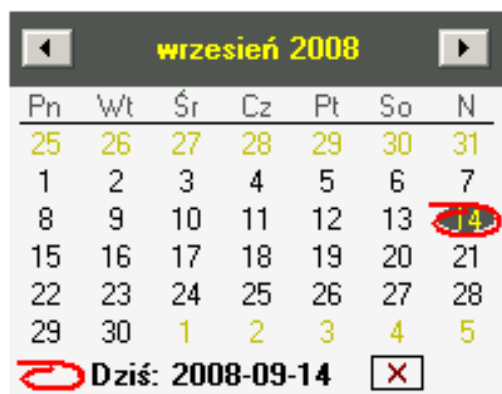 wrzesień 2008
Pn Wt Śr Cz Pt So N
25 26 27 28 29 30 31
1 2 3 4 5 6 7
8 9 10 11 12 13 14
15 16 17 18 19 20 21
22 23 24 25 26 27 28
29 30 1 2 3 4 5
Dziś: 2008-09-14